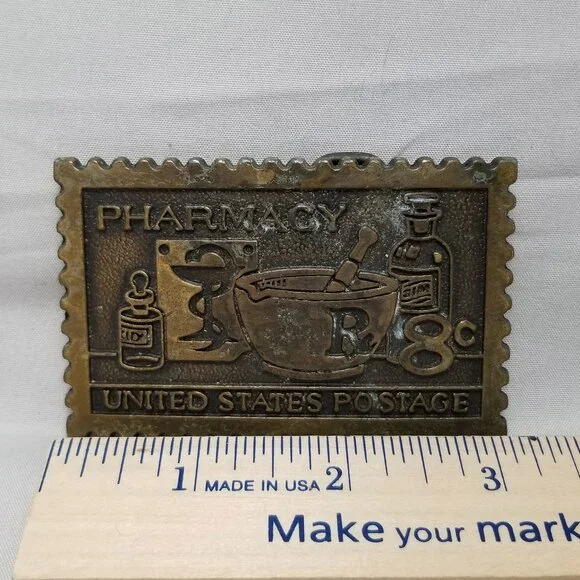 PHARMACY
R
8c
UNITED STATES POSTAGE
1 MADE IN USA 2 3
Make your mark